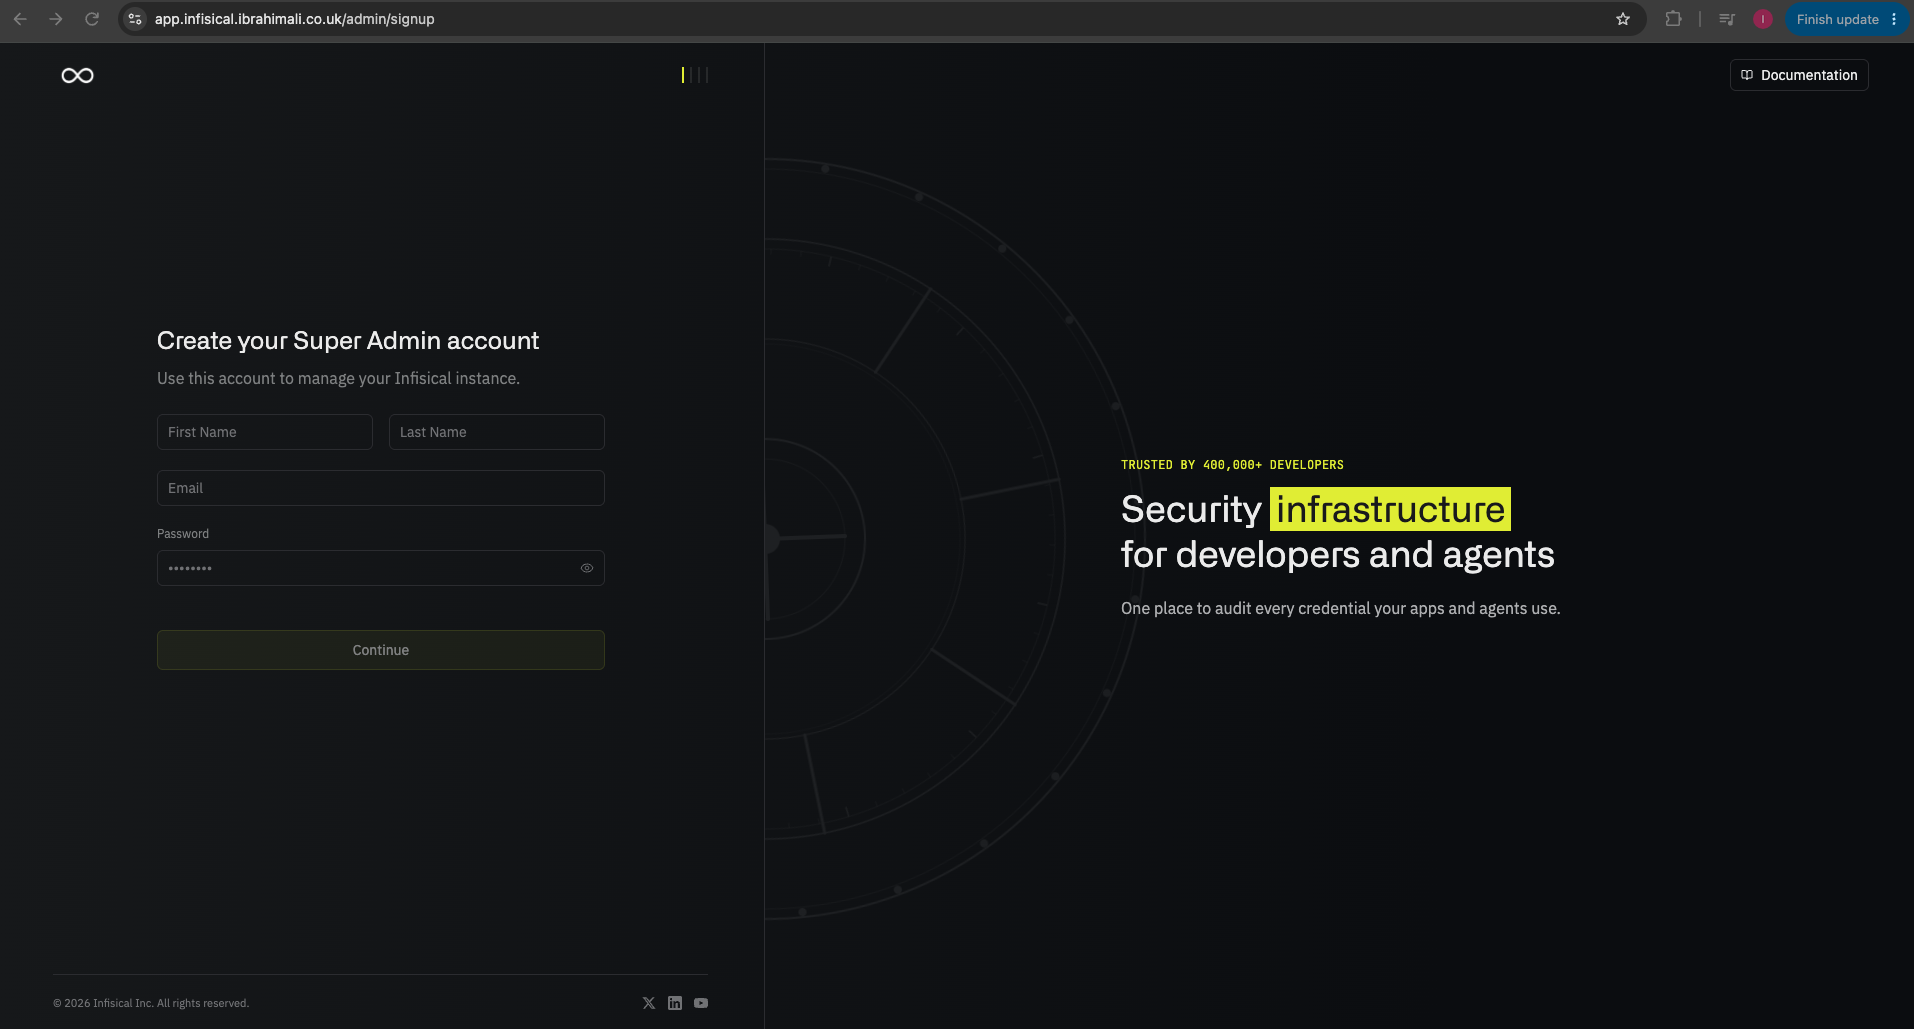 app.infisical.ibrahimali.co.uk/admin/signup
I
Finish update
Documentation
Create your Super Admin account
Use this account to manage your Infisical instance.
First Name
Last Name
Email
Password
••••••••
Continue
© 2026 Infisical Inc. All rights reserved.
TRUSTED BY 400,000+ DEVELOPERS
Security infrastructure
for developers and agents
One place to audit every credential your apps and agents use.